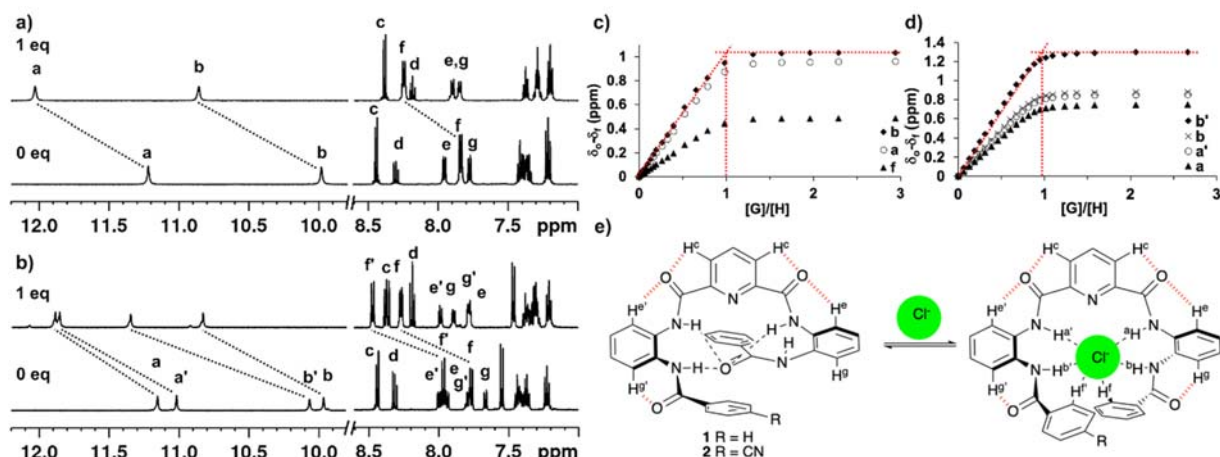 a)
1 eq
a
b
c
f
d
e,g
0 eq
a
b
c
d
e
f
g
12.0
11.5
11.0
10.5
10.0
8.5
8.0
7.5
ppm
b)
1 eq
f'
c
f
d
e'
g
g'
e
0 eq
a
a'
b'
b
c
d
f'
e'
e
g'
f
g
12.0
11.5
11.0
10.5
10.0
8.5
8.0
7.5
ppm
c)
δo-δf (ppm)
1
0.8
0.6
0.4
0.2
0
0
1
2
3
[G]/[H]
b
a
f
d)
δo-δf (ppm)
1.4
1.2
1
0.8
0.6
0.4
0.2
0
0
1
2
3
[G]/[H]
b'
b
a'
a
e)
Hc
Hc
O
O
N
He'
He
N-H
H
N
O
H
N
N-H
Hg'
Hg
O
R
1 R = H
2 R = CN
Cl-
Hc
Hc
O
O
N
He'
He
N
Ha'
aH
N
Cl-
N
Hb'
bH
N
Hg'
Hf'
Hf
Hg
O
O
R